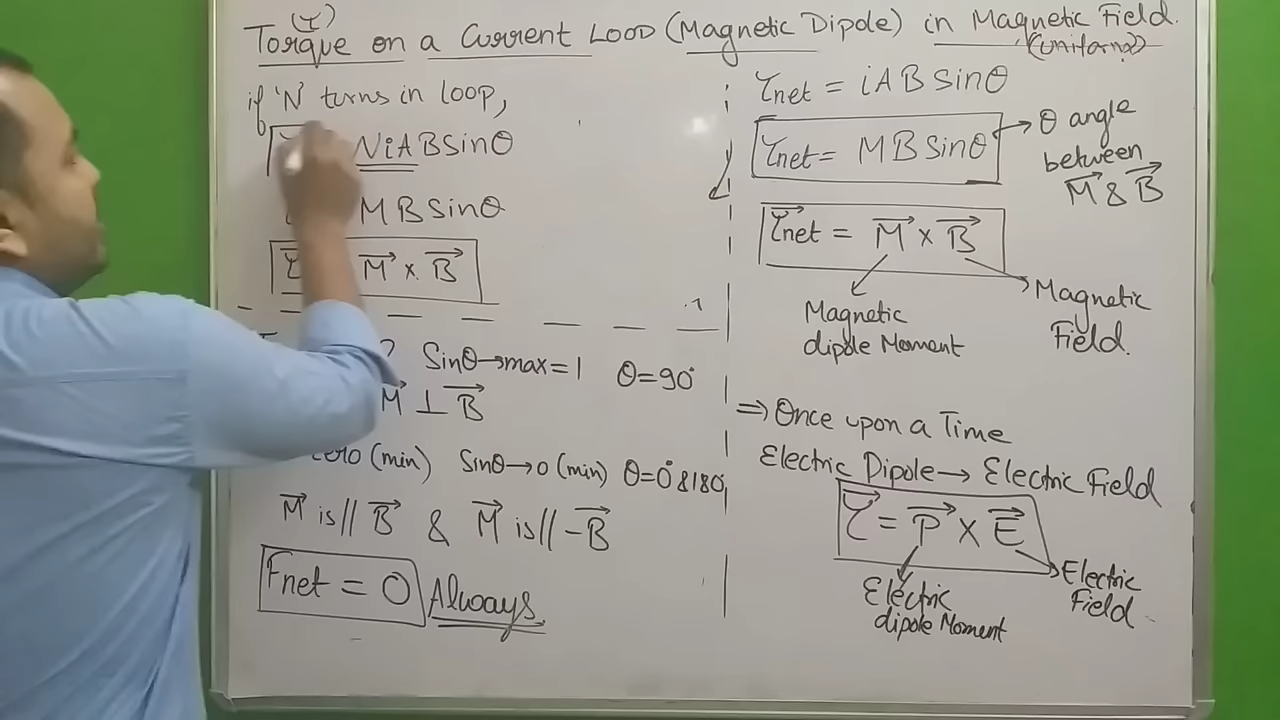 (τ)
Torque on a Current Loop (Magnetic Dipole) in Magnetic Field.
(Uniform)
if 'N' turns in loop,
NiABsinθ
MBsinθ
M⃗ × B⃗
Sinθ→max=1 θ=90°
M⃗ ⊥ B⃗
zero (min) Sinθ→0 (min) θ=0° & 180°
M⃗ is // B⃗ & M⃗ is // -B⃗
Fnet = 0 Always
τnet = iABsinθ
τnet = MBsinθ → θ angle
between
M⃗ & B⃗
τ⃗net = M⃗ × B⃗
Magnetic
dipole Moment
Magnetic
Field.
⇒ Once upon a Time
Electric Dipole → Electric Field
τ⃗ = P⃗ × E⃗
Electric
dipole Moment
Electric
Field.